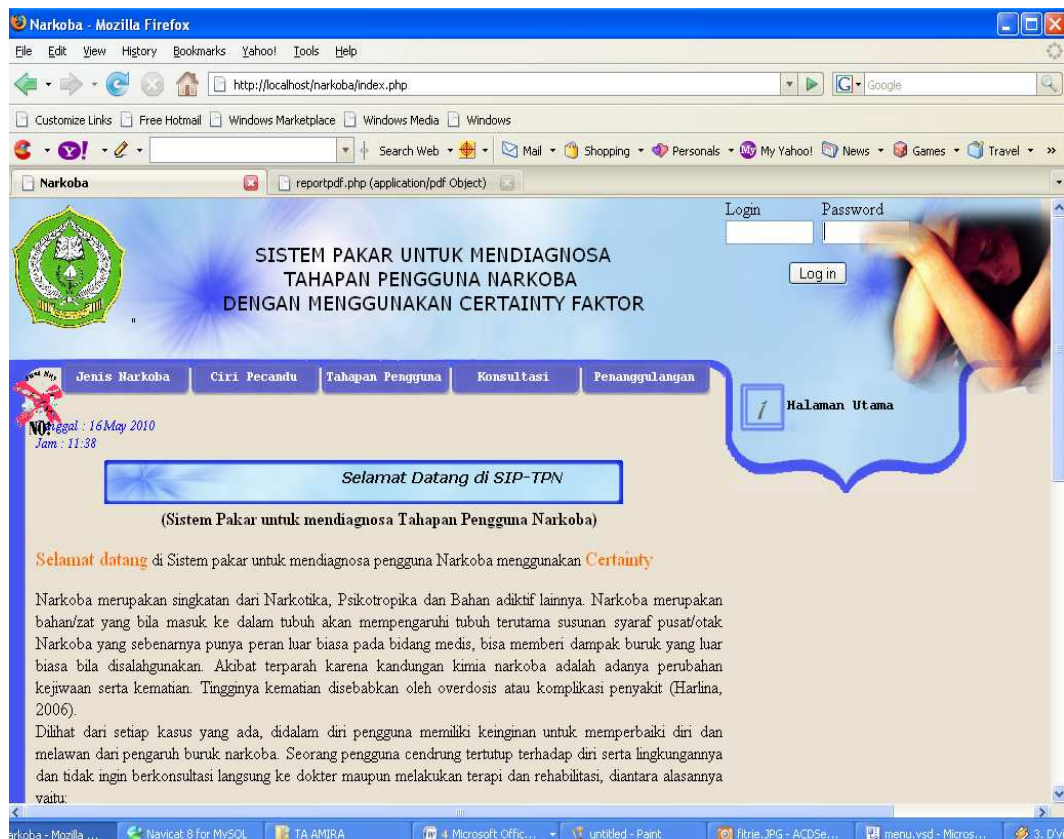 Narkoba - Mozilla Firefox
File Edit View History Bookmarks Yahoo! Tools Help
http://localhost/narkoba/index.php
Google
Customize Links Free Hotmail Windows Marketplace Windows Media Windows
Search Web Mail Shopping Personals My Yahoo! News Games Travel
Narkoba reportpdf.php (application/pdf Object)
Login Password
Log in
SISTEM PAKAR UNTUK MENDIAGNOSA
TAHAPAN PENGGUNA NARKOBA
DENGAN MENGGUNAKAN CERTAINTY FAKTOR
"
Jenis Narkoba Ciri Pecandu Tahapan Pengguna Konsultasi Penanggulangan
1 Halaman Utama
NO!
Tanggal : 16 May 2010
Jam : 11:38
Selamat Datang di SIP-TPN
(Sistem Pakar untuk mendiagnosa Tahapan Pengguna Narkoba)
Selamat datang di Sistem pakar untuk mendiagnosa pengguna Narkoba menggunakan Certainty
Narkoba merupakan singkatan dari Narkotika, Psikotropika dan Bahan adiktif lainnya. Narkoba merupakan
bahan/zat yang bila masuk ke dalam tubuh akan mempengaruhi tubuh terutama susunan syaraf pusat/otak
Narkoba yang sebenarnya punya peran luar biasa pada bidang medis, bisa memberi dampak buruk yang luar
biasa bila disalahgunakan. Akibat terparah karena kandungan kimia narkoba adalah adanya perubahan
kejiwaan serta kematian. Tingginya kematian disebabkan oleh overdosis atau komplikasi penyakit (Harlina,
2006).
Dilihat dari setiap kasus yang ada, didalam diri pengguna memiliki keinginan untuk memperbaiki diri dan
melawan dari pengaruh buruk narkoba. Seorang pengguna cendrung tertutup terhadap diri serta lingkungannya
dan tidak ingin berkonsultasi langsung ke dokter maupun melakukan terapi dan rehabilitasi, diantara alasannya
yaitu:
arkoba - Mozilla ... Navicat 8 for MySQL TA AMIRA 4 Microsoft Offic... untitled - Paint fitrie.JPG - ACDSe... menu.vsd - Micros... 3. D:\